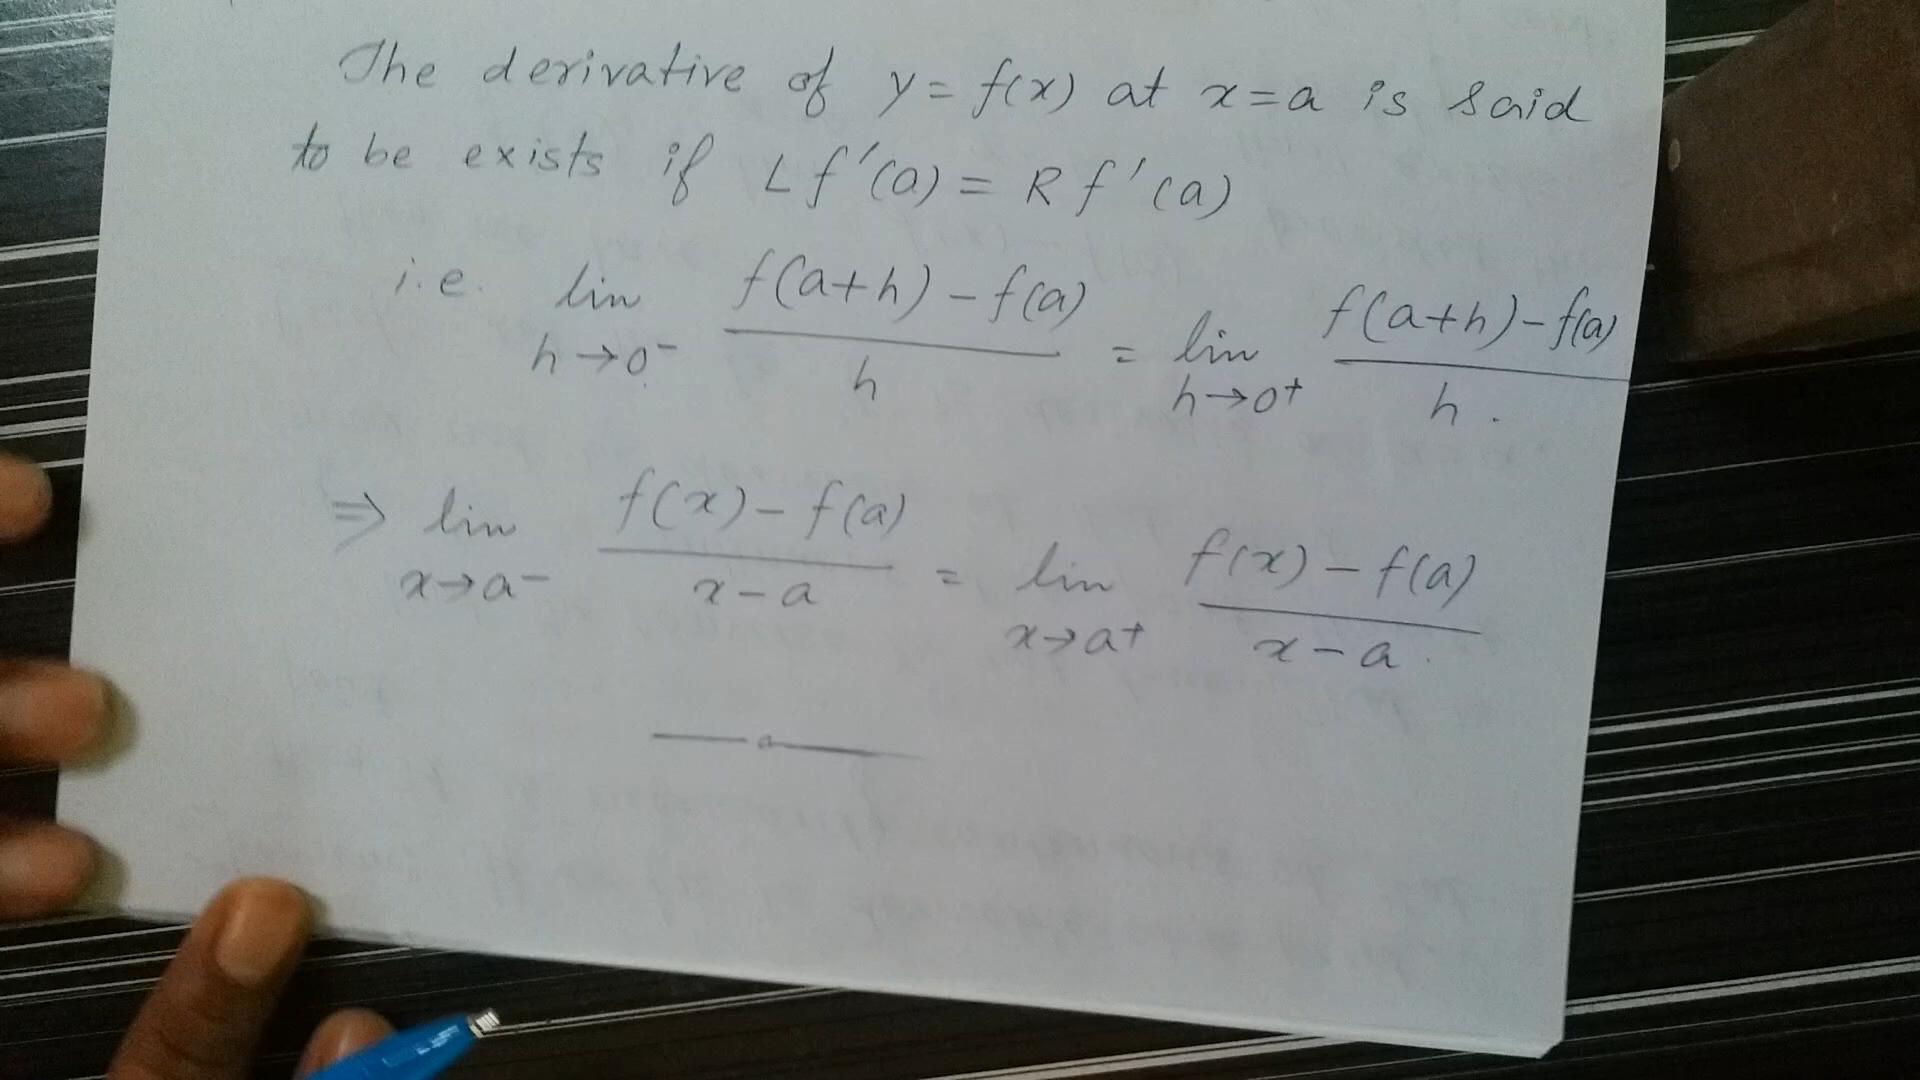 The derivative of y = f(x) at x = a is said
to be exists if Lf'(a) = Rf'(a)
i.e. lim h→0⁻ (f(a+h) - f(a))/h = lim h→0⁺ (f(a+h) - f(a))/h.
⇒ lim x→a⁻ (f(x) - f(a))/(x - a) = lim x→a⁺ (f(x) - f(a))/(x - a).